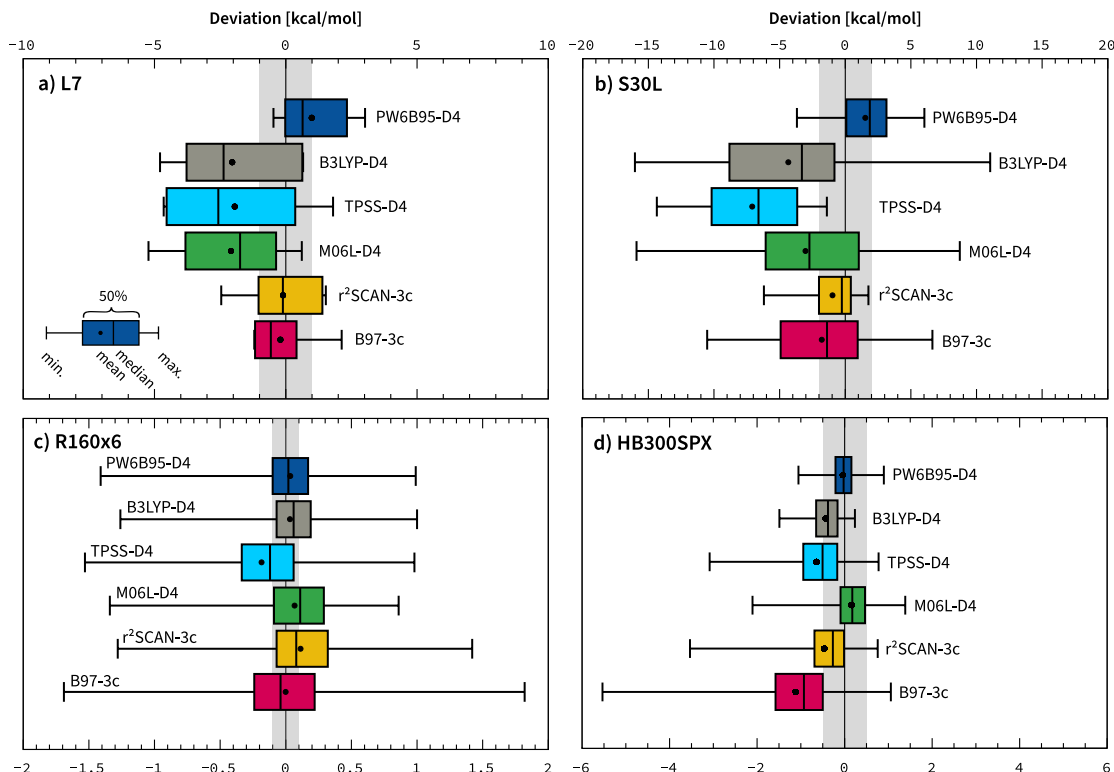 Deviation [kcal/mol]
−10 −5 0 5 10
a) L7
PW6B95-D4
B3LYP-D4
TPSS-D4
M06L-D4
r²SCAN-3c
B97-3c
50%
min. mean median max.
Deviation [kcal/mol]
−20 −15 −10 −5 0 5 10 15 20
b) S30L
PW6B95-D4
B3LYP-D4
TPSS-D4
M06L-D4
r²SCAN-3c
B97-3c
c) R160x6
PW6B95-D4
B3LYP-D4
TPSS-D4
M06L-D4
r²SCAN-3c
B97-3c
−2 −1.5 −1 −0.5 0 0.5 1 1.5 2
d) HB300SPX
PW6B95-D4
B3LYP-D4
TPSS-D4
M06L-D4
r²SCAN-3c
B97-3c
−6 −4 −2 0 2 4 6